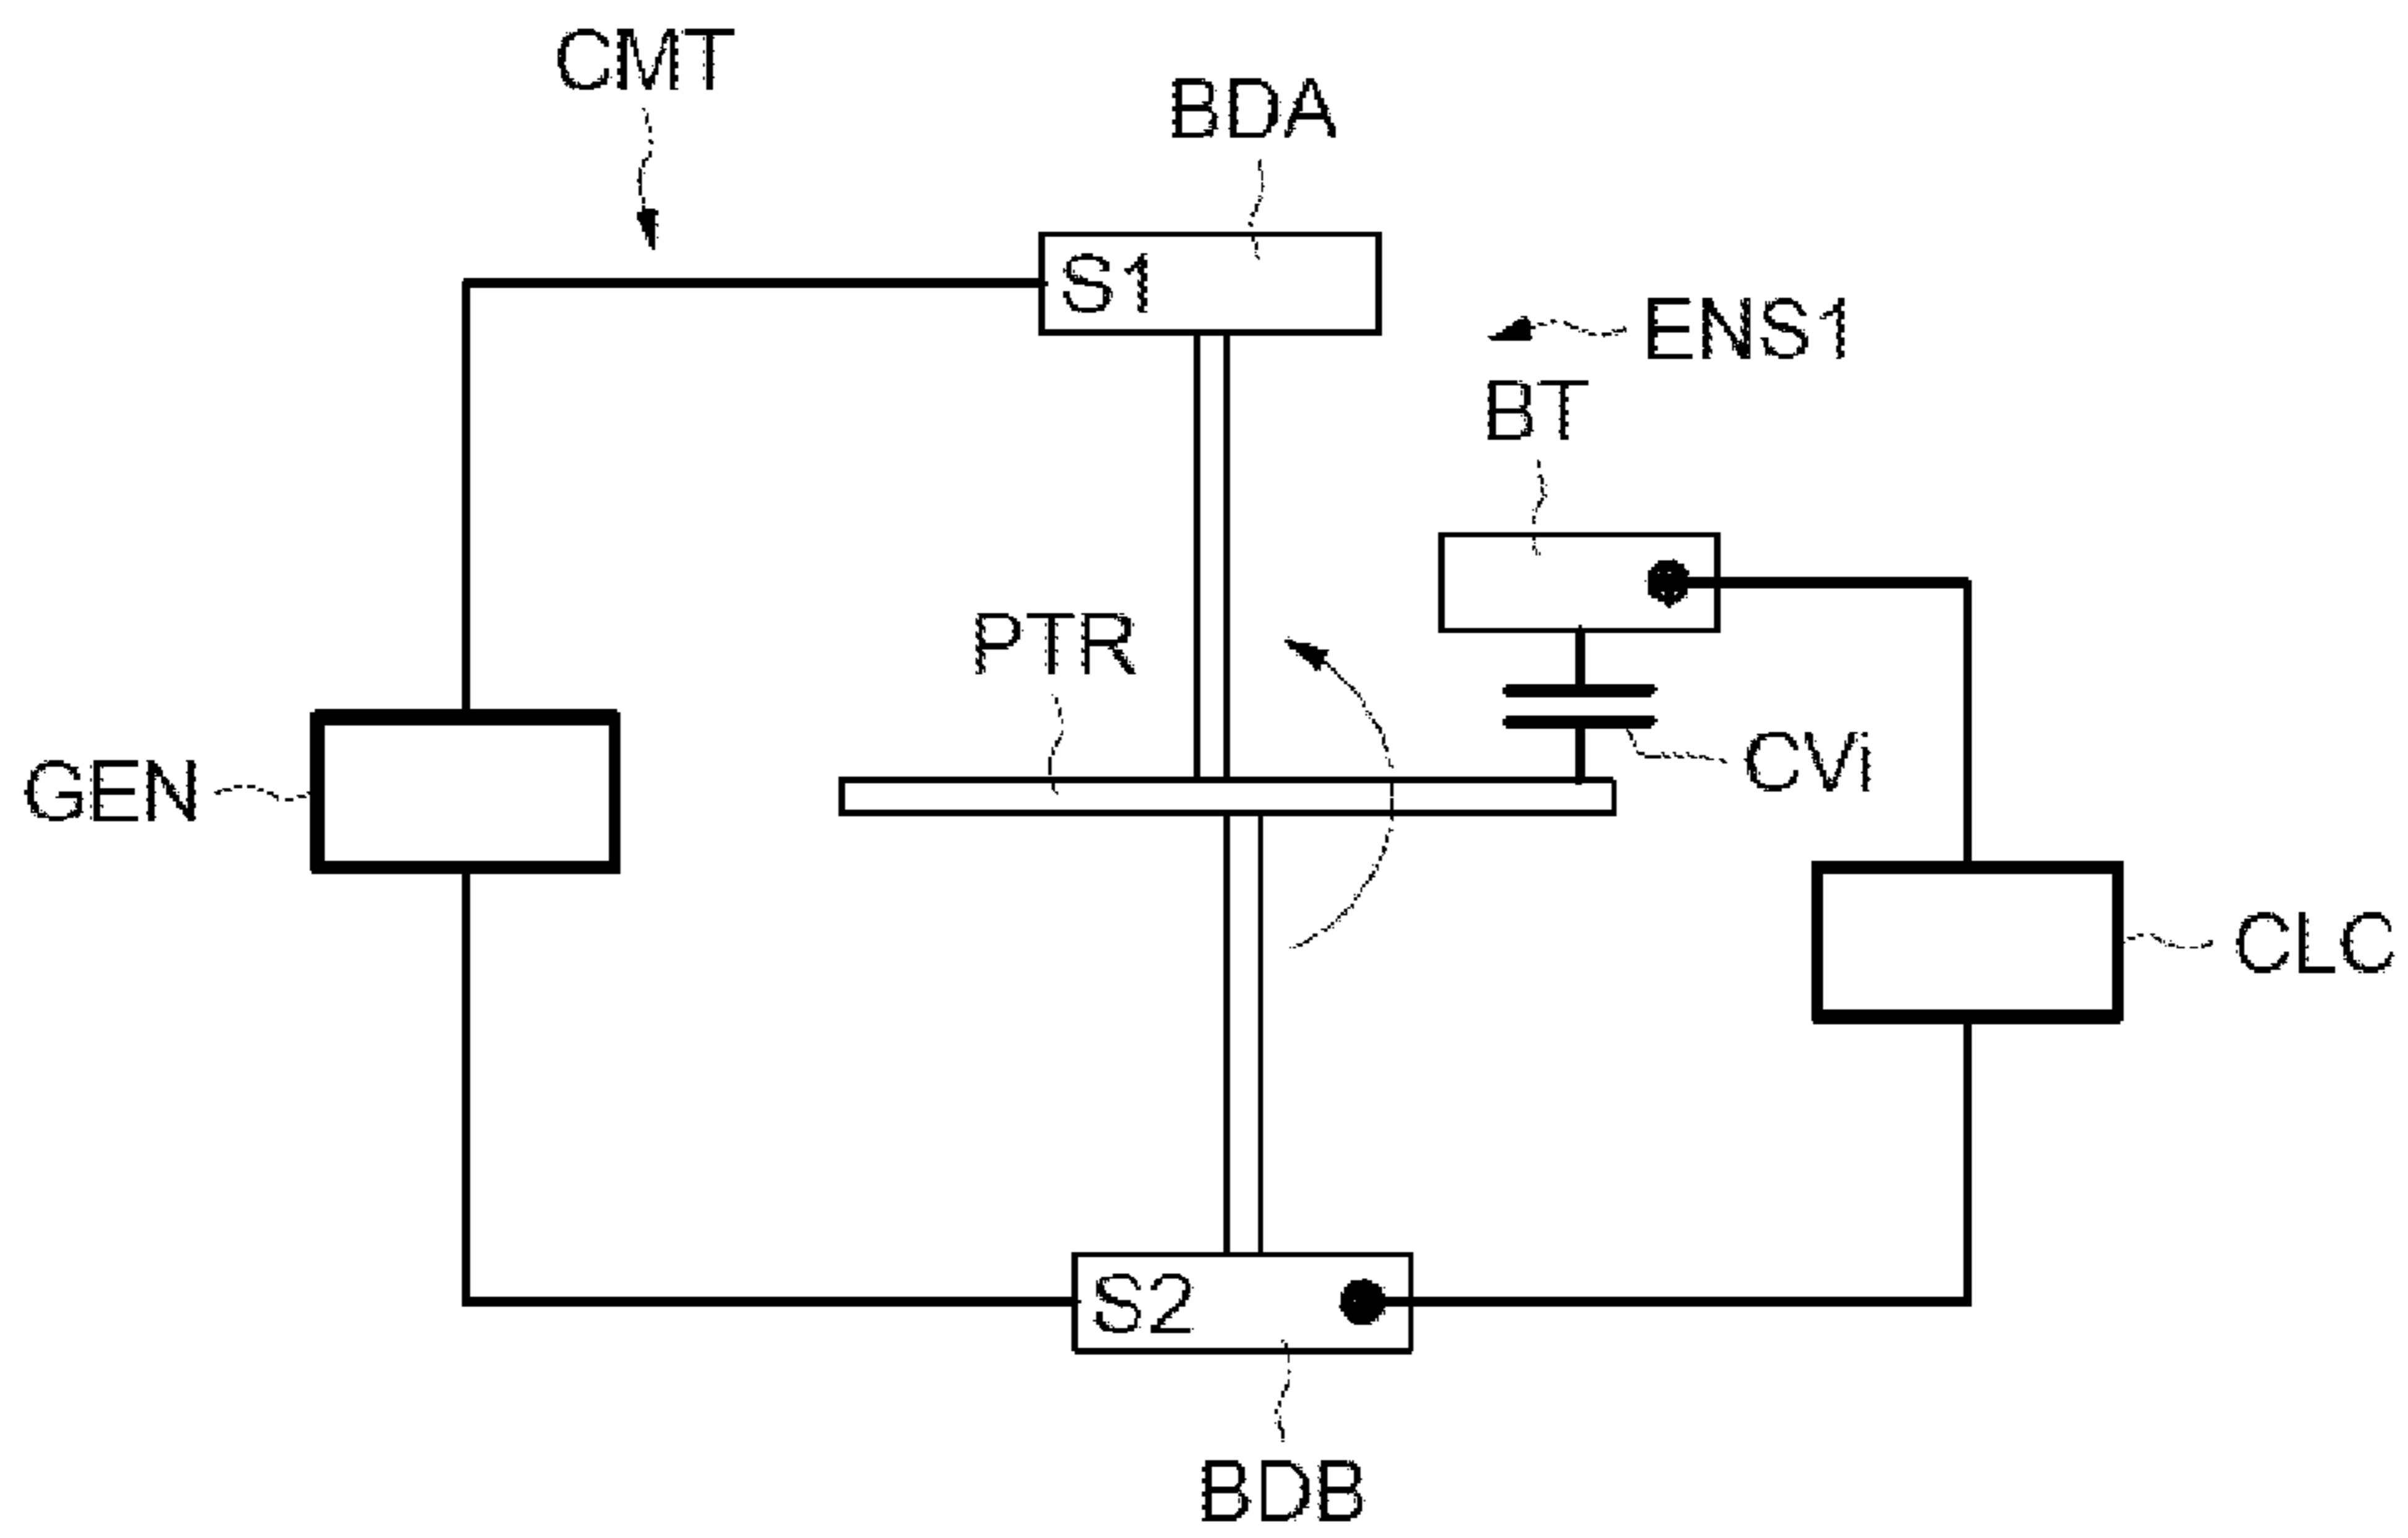 CMT
BDA
S1
ENS1
BT
PTR
CVi
GEN
CLC
S2
BDB